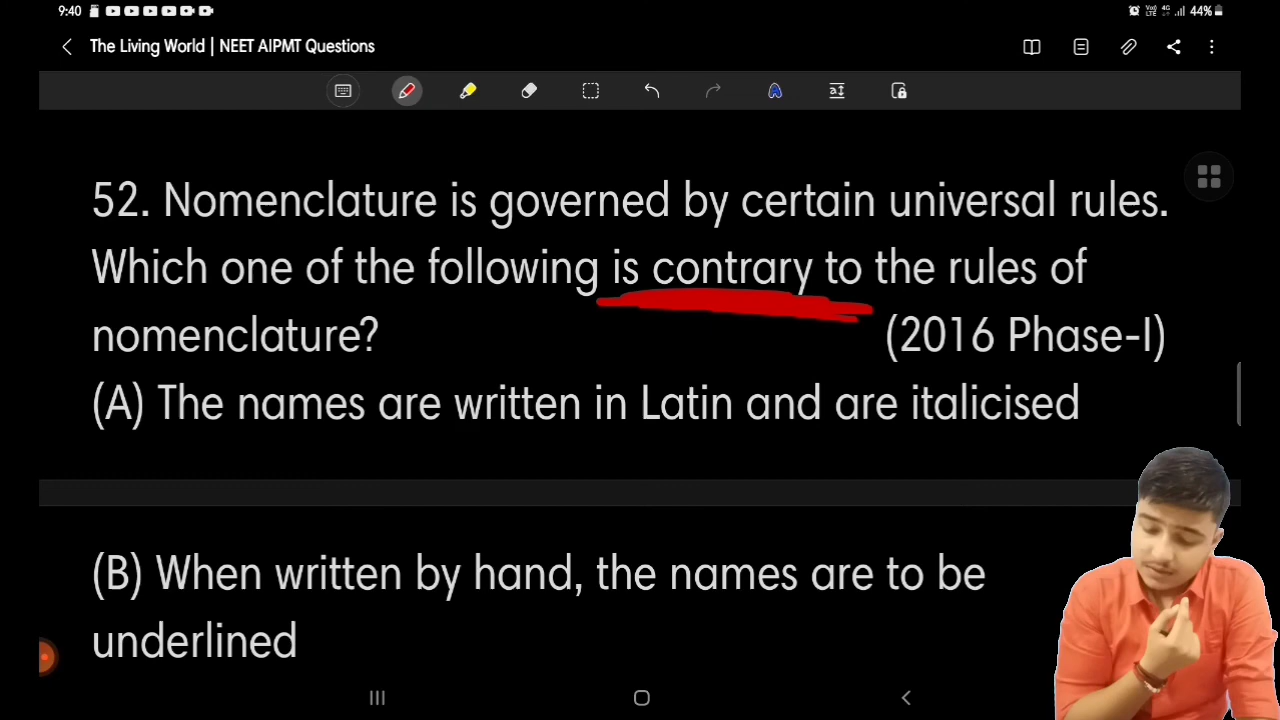 9:40
44%
The Living World | NEET AIPMT Questions
52. Nomenclature is governed by certain universal rules.
Which one of the following is contrary to the rules of
nomenclature? (2016 Phase-I)
(A) The names are written in Latin and are italicised
(B) When written by hand, the names are to be
underlined